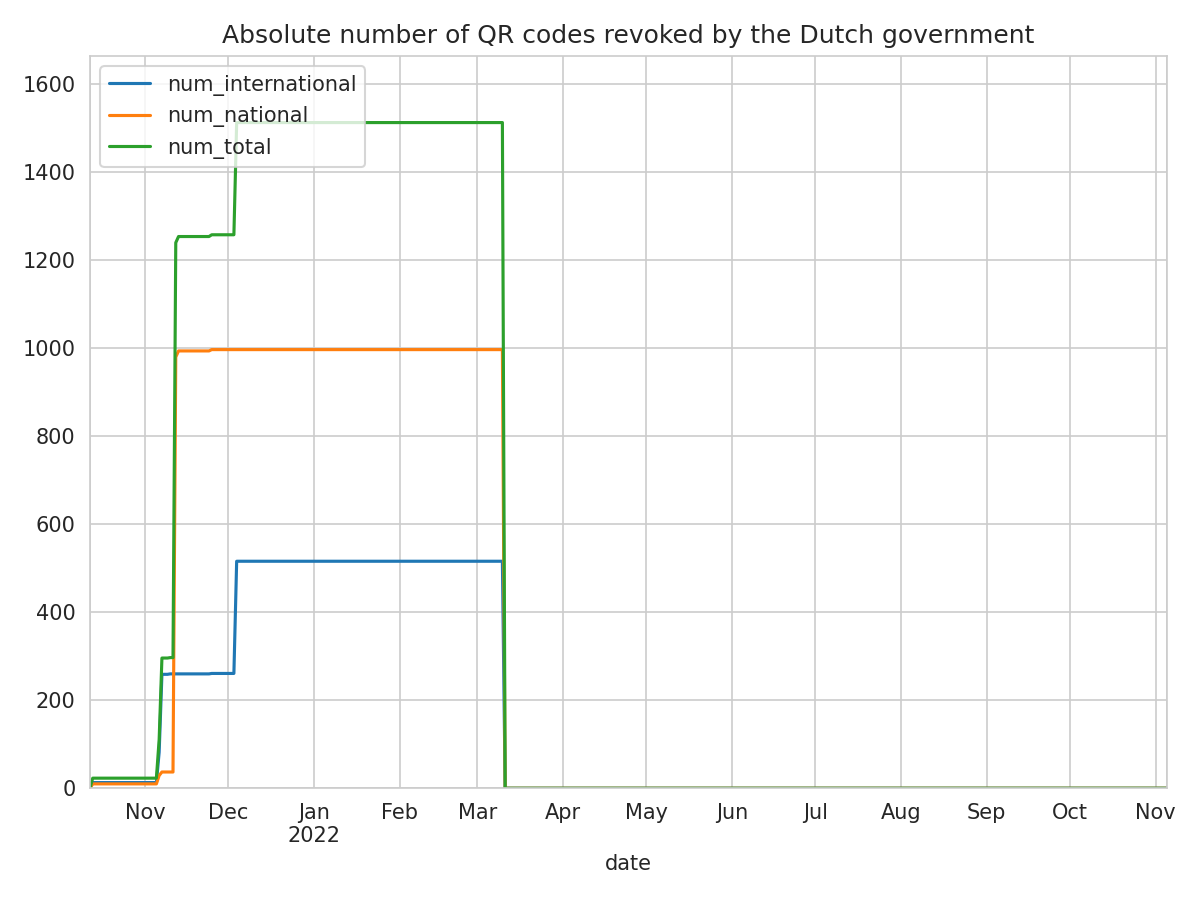 Absolute number of QR codes revoked by the Dutch government
num_international
num_national
num_total
1600
1400
1200
1000
800
600
400
200
0
Nov Dec Jan Feb Mar Apr May Jun Jul Aug Sep Oct Nov
2022
date